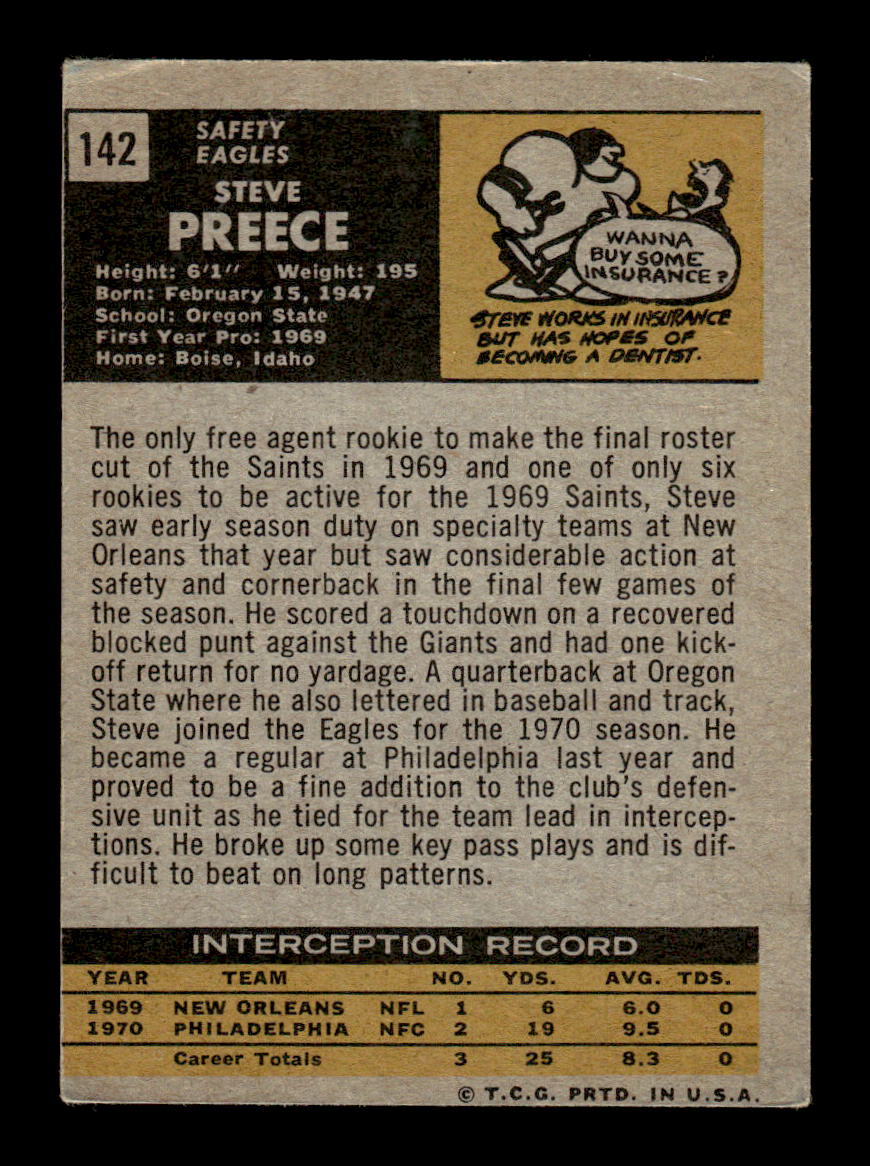 142
SAFETY
EAGLES
STEVE
PREECE
Height: 6'1" Weight: 195
Born: February 15, 1947
School: Oregon State
First Year Pro: 1969
Home: Boise, Idaho
WANNA
BUY SOME
INSURANCE?
STEVE WORKS IN INSURANCE
BUT HAS HOPES OF
BECOMING A DENTIST.
The only free agent rookie to make the final roster
cut of the Saints in 1969 and one of only six
rookies to be active for the 1969 Saints, Steve
saw early season duty on specialty teams at New
Orleans that year but saw considerable action at
safety and cornerback in the final few games of
the season. He scored a touchdown on a recovered
blocked punt against the Giants and had one kick-
off return for no yardage. A quarterback at Oregon
State where he also lettered in baseball and track,
Steve joined the Eagles for the 1970 season. He
became a regular at Philadelphia last year and
proved to be a fine addition to the club's defen-
sive unit as he tied for the team lead in intercep-
tions. He broke up some key pass plays and is dif-
ficult to beat on long patterns.
INTERCEPTION RECORD
YEAR TEAM NO. YDS. AVG. TDS.
1969 NEW ORLEANS NFL 1 6 6.0 0
1970 PHILADELPHIA NFC 2 19 9.5 0
Career Totals 3 25 8.3 0
© T.C.G. PRTD. IN U.S.A.